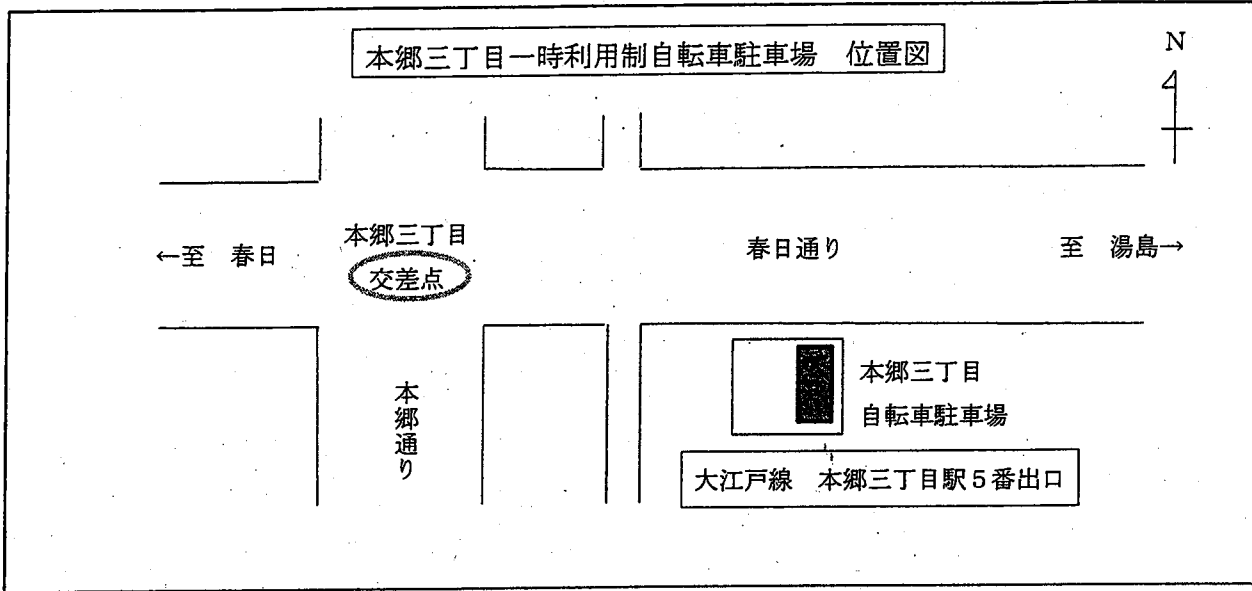 本郷三丁目一時利用制自転車駐車場　位置図
N
本郷三丁目
交差点
←至　春日
春日通り
至　湯島→
本郷通り
本郷三丁目
自転車駐車場
大江戸線　本郷三丁目駅5番出口